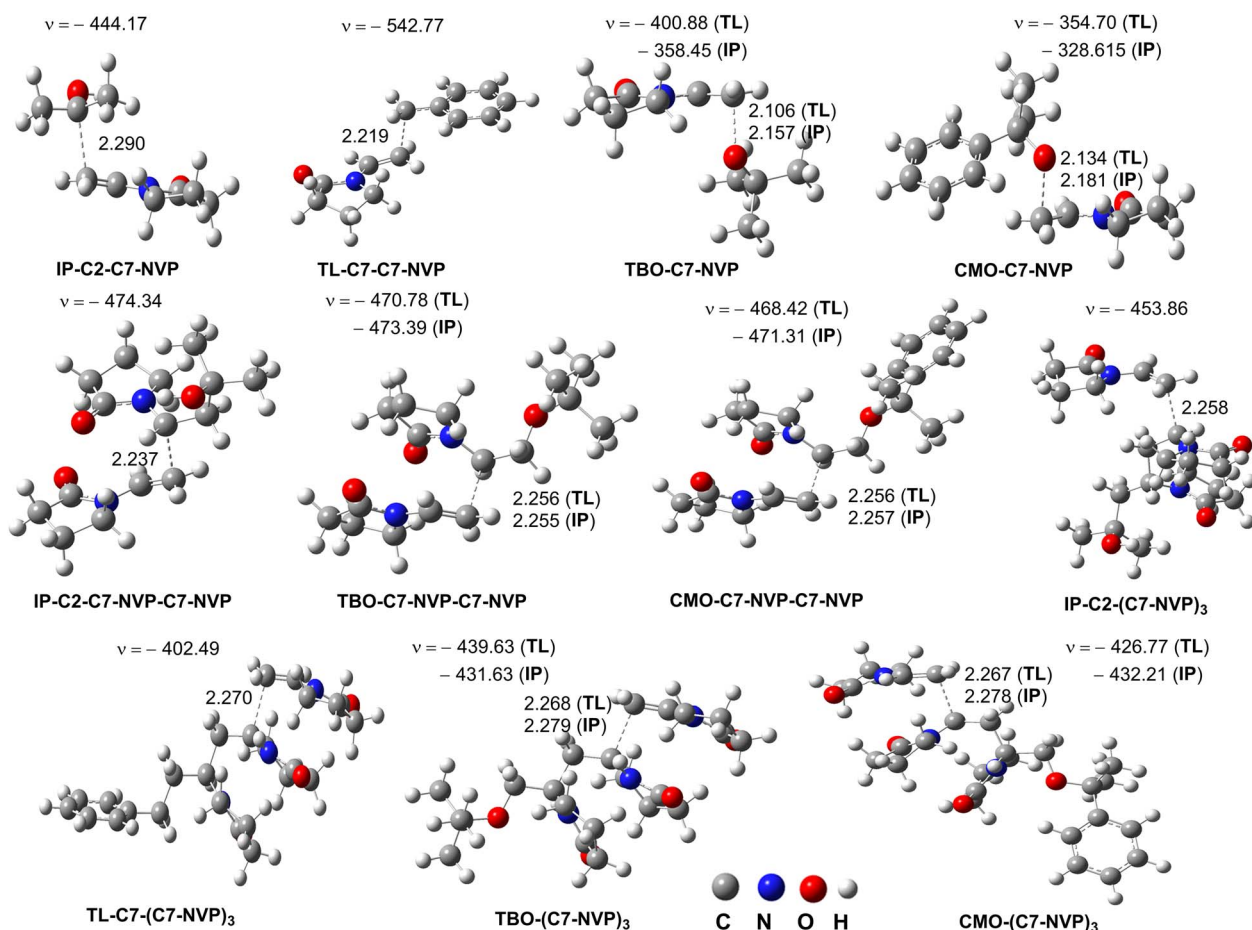 ν = – 444.17
2.290
IP-C2-C7-NVP
ν = – 542.77
2.219
TL-C7-C7-NVP
ν = – 400.88 (TL)
– 358.45 (IP)
2.106 (TL)
2.157 (IP)
TBO-C7-NVP
ν = – 354.70 (TL)
– 328.615 (IP)
2.134 (TL)
2.181 (IP)
CMO-C7-NVP
ν = – 474.34
2.237
IP-C2-C7-NVP-C7-NVP
ν = – 470.78 (TL)
– 473.39 (IP)
2.256 (TL)
2.255 (IP)
TBO-C7-NVP-C7-NVP
ν = – 468.42 (TL)
– 471.31 (IP)
2.256 (TL)
2.257 (IP)
CMO-C7-NVP-C7-NVP
ν = – 453.86
2.258
IP-C2-(C7-NVP)₃
ν = – 402.49
2.270
TL-C7-(C7-NVP)₃
ν = – 439.63 (TL)
– 431.63 (IP)
2.268 (TL)
2.279 (IP)
TBO-(C7-NVP)₃
ν = – 426.77 (TL)
– 432.21 (IP)
2.267 (TL)
2.278 (IP)
CMO-(C7-NVP)₃
C N O H